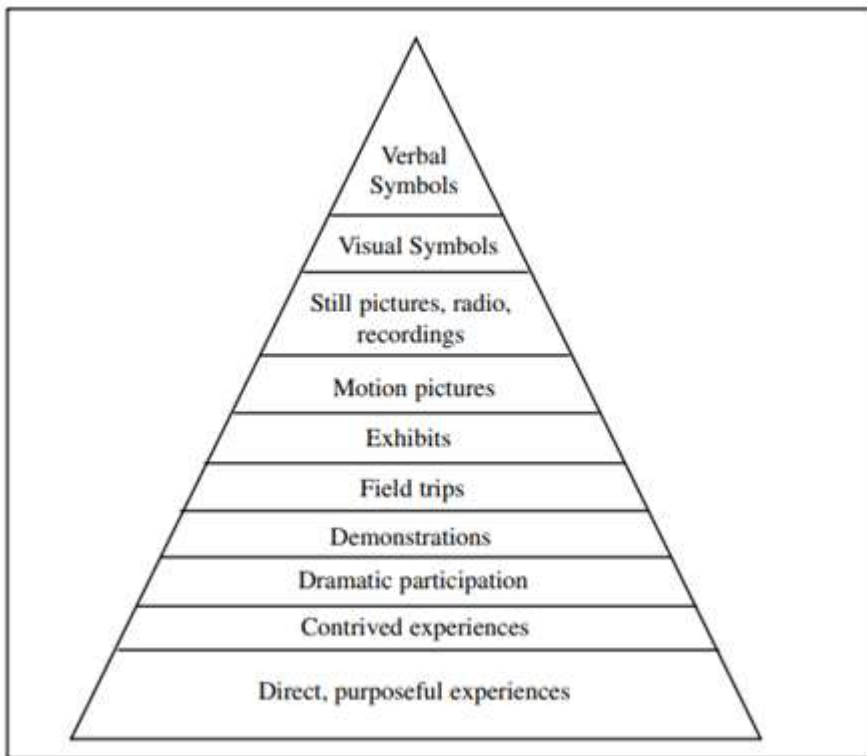 Verbal
Symbols
Visual Symbols
Still pictures, radio,
recordings
Motion pictures
Exhibits
Field trips
Demonstrations
Dramatic participation
Contrived experiences
Direct, purposeful experiences